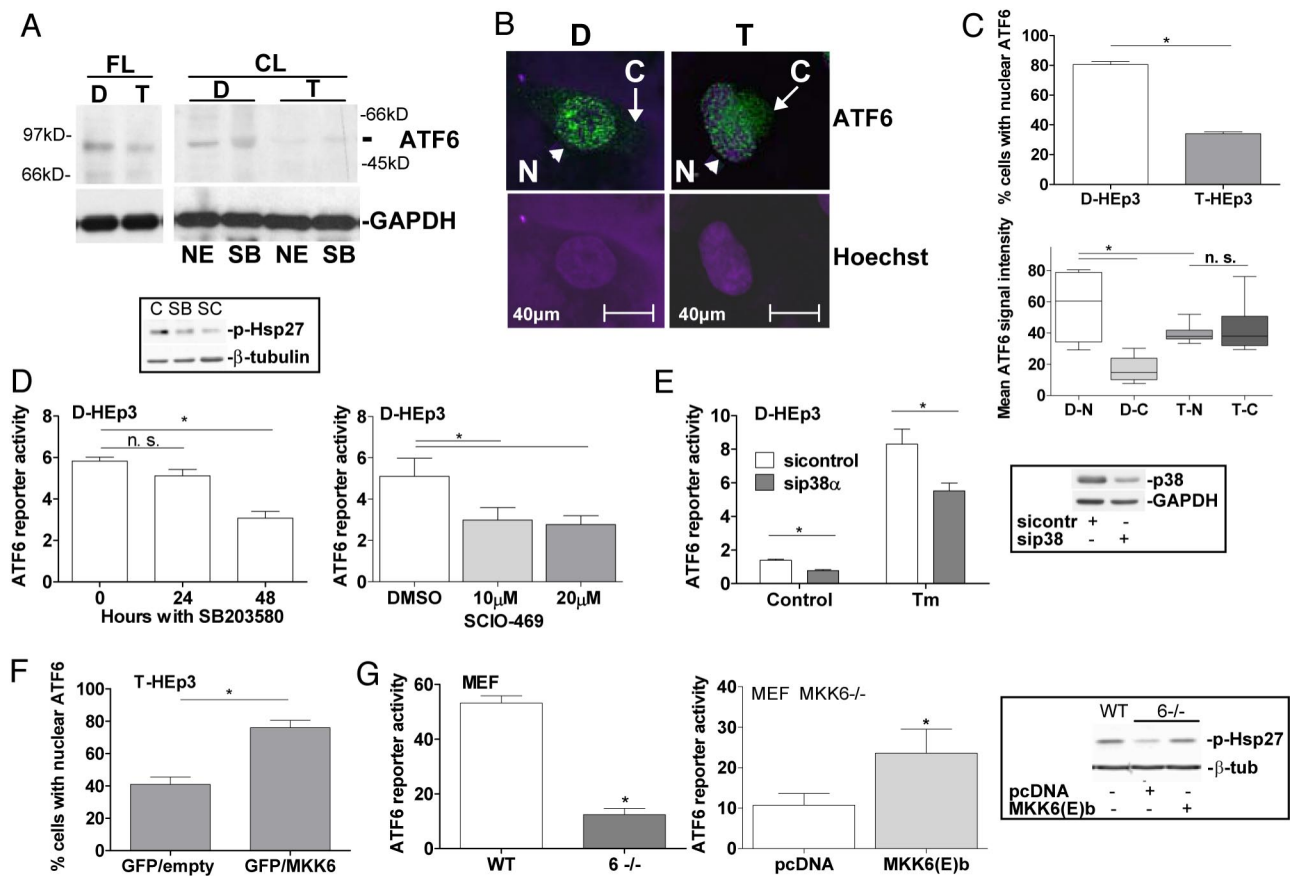 A
FL
CL
D T
D T
97kD-
66kD-
-66kD
- ATF6
-45kD
-GAPDH
NE SB NE SB
C SB SC
-p-Hsp27
-β-tubulin
B
D T
C C
N N
ATF6
Hoechst
40μm 40μm
C
% cells with nuclear ATF6
100
80
60
40
20
0
*
D-HEp3 T-HEp3
Mean ATF6 signal intensity
80
60
40
20
0
*
n. s.
D-N D-C T-N T-C
D
ATF6 reporter activity
8
6
4
2
0
D-HEp3
*
n. s.
0 24 48
Hours with SB203580
ATF6 reporter activity
8
6
4
2
0
D-HEp3
*
DMSO 10μM 20μM
SCIO-469
E
ATF6 reporter activity
10
8
6
4
2
0
D-HEp3
sicontrol
sip38α
*
*
Control Tm
-p38
-GAPDH
sicontr + -
sip38 - +
F
% cells with nuclear ATF6
100
80
60
40
20
0
T-HEp3
*
GFP/empty GFP/MKK6
G
ATF6 reporter activity
60
40
20
0
MEF
*
WT 6 -/-
ATF6 reporter activity
40
30
20
10
0
MEF MKK6-/-
*
pcDNA MKK6(E)b
WT 6-/-
-p-Hsp27
-β-tub
pcDNA - + -
MKK6(E)b - - +